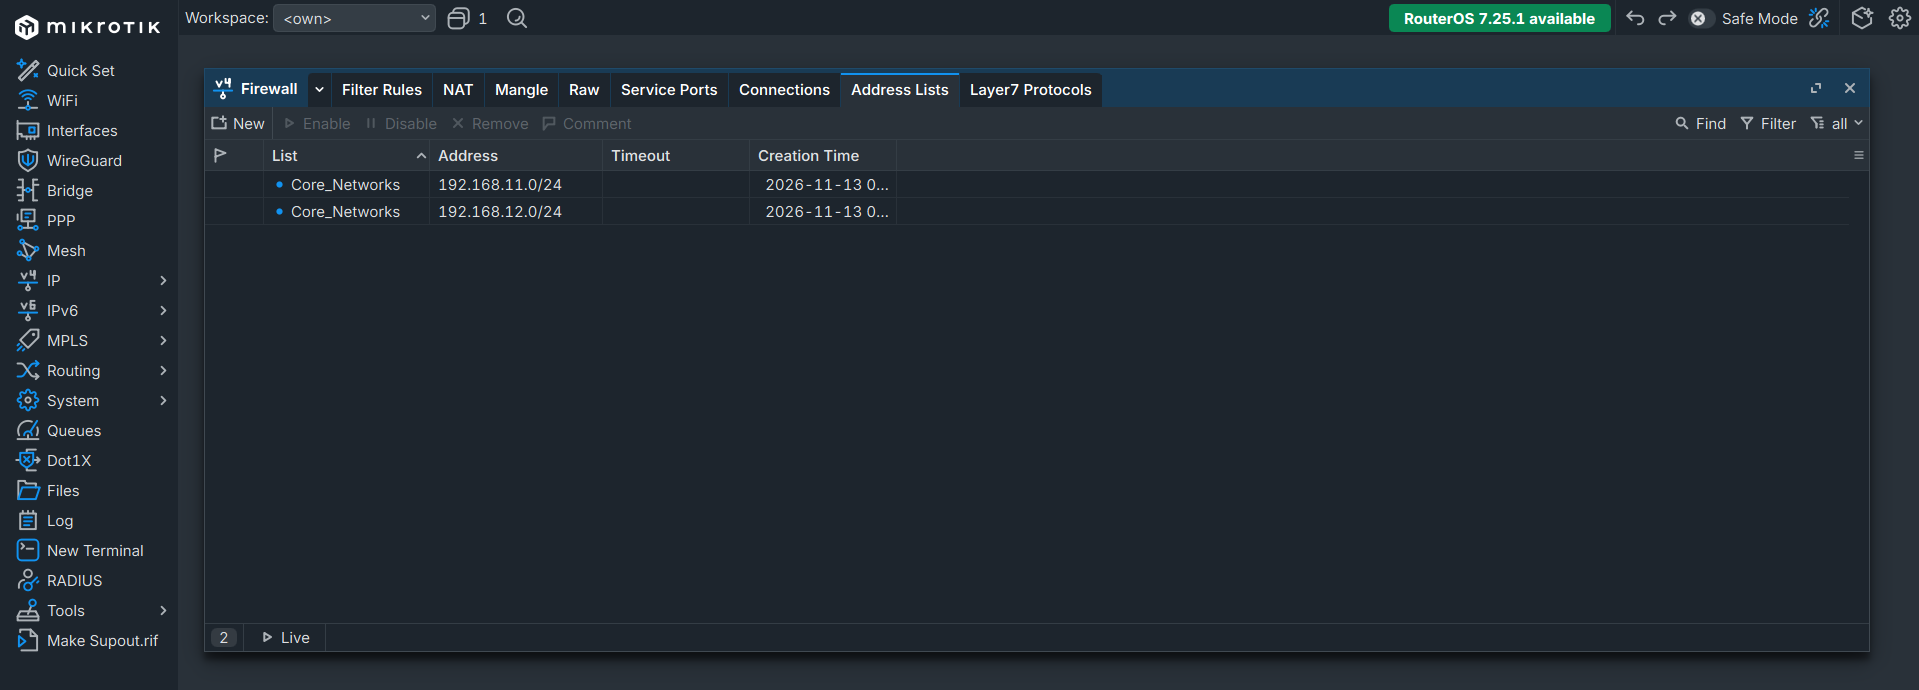 mikrotik
Workspace: <own> 1 RouterOS 7.25.1 available Safe Mode
Quick Set
WiFi
Interfaces
WireGuard
Bridge
PPP
Mesh
v4 IP
v6 IPv6
MPLS
Routing
System
Queues
Dot1X
Files
Log
New Terminal
RADIUS
Tools
Make Supout.rif
v4 Firewall Filter Rules NAT Mangle Raw Service Ports Connections Address Lists Layer7 Protocols
New Enable Disable Remove Comment Find Filter all
List Address Timeout Creation Time
Core_Networks 192.168.11.0/24 2026-11-13 0...
Core_Networks 192.168.12.0/24 2026-11-13 0...
2 Live